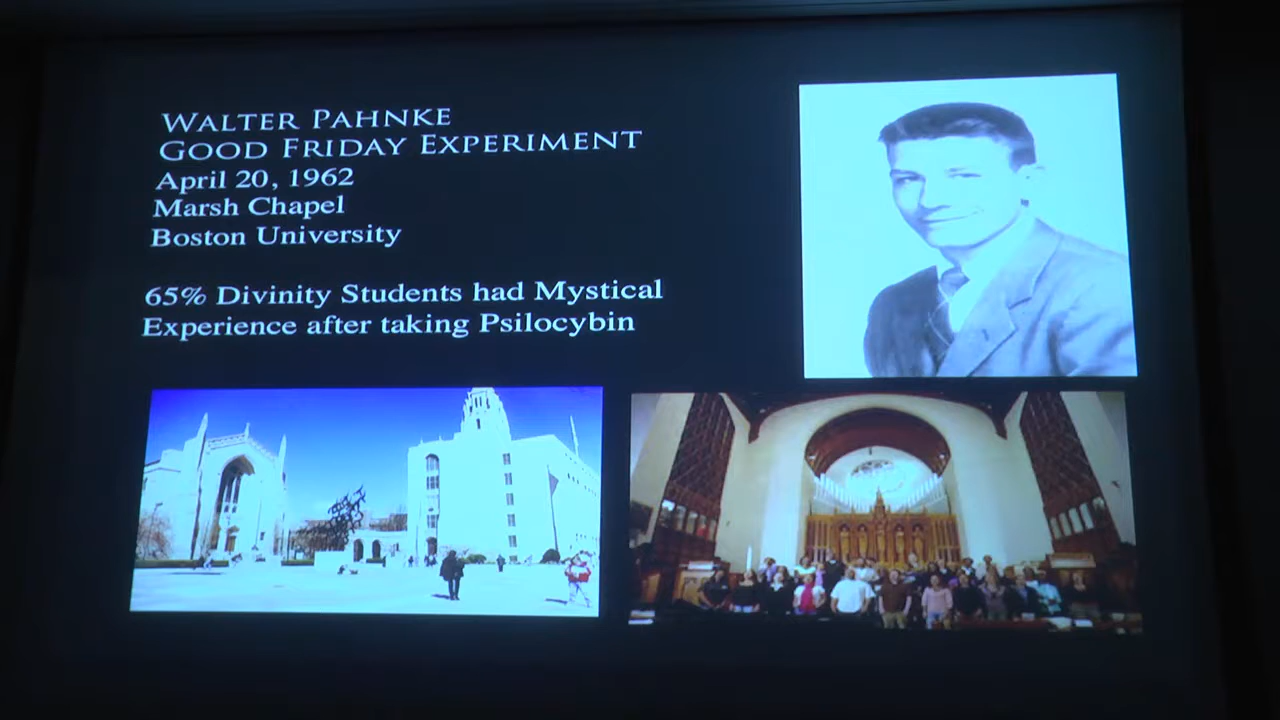 WALTER PAHNKE
GOOD FRIDAY EXPERIMENT
April 20, 1962
Marsh Chapel
Boston University
65% Divinity Students had Mystical
Experience after taking Psilocybin